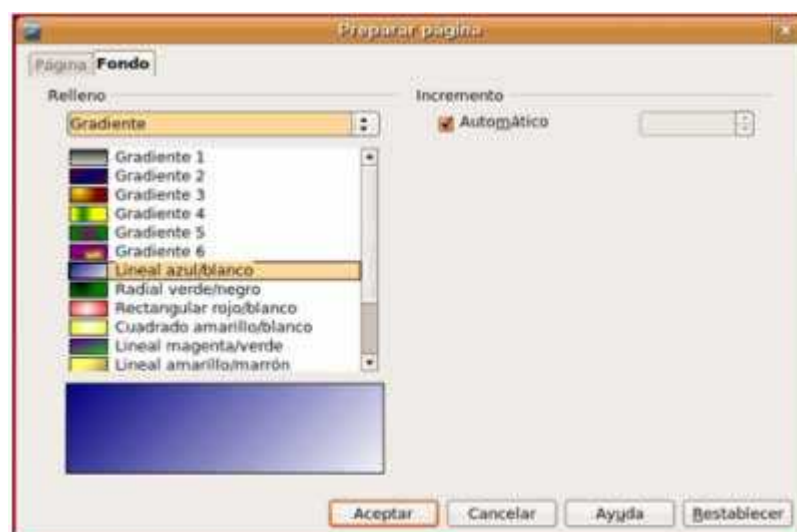 Preparar página
Página Fondo
Relleno
Incremento
Gradiente
Automático
Gradiente 1
Gradiente 2
Gradiente 3
Gradiente 4
Gradiente 5
Gradiente 6
Lineal azul/blanco
Radial verde/negro
Rectangular rojo/blanco
Cuadrado amarillo/blanco
Lineal magenta/verde
Lineal amarillo/marrón
Aceptar Cancelar Ayuda Restablecer